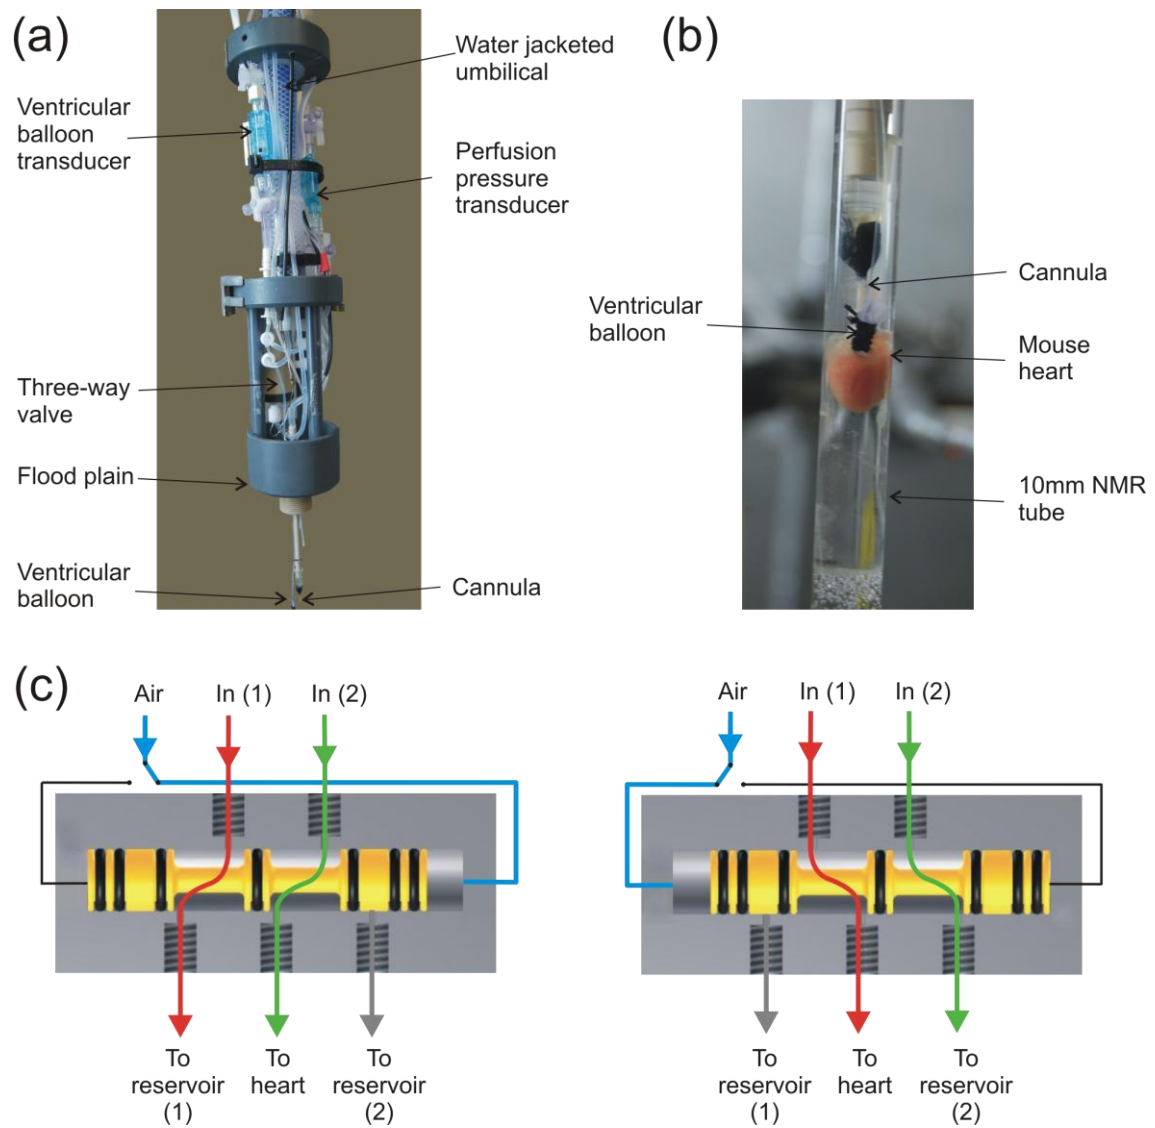 (a)
Water jacketed
umbilical
Ventricular
balloon
transducer
Perfusion
pressure
transducer
Three-way
valve
Flood plain
Ventricular
balloon
Cannula
(b)
Cannula
Ventricular
balloon
Mouse
heart
10mm NMR
tube
(c)
Air
In (1)
In (2)
To
reservoir
(1)
To
heart
To
reservoir
(2)
Air
In (1)
In (2)
To
reservoir
(1)
To
heart
To
reservoir
(2)